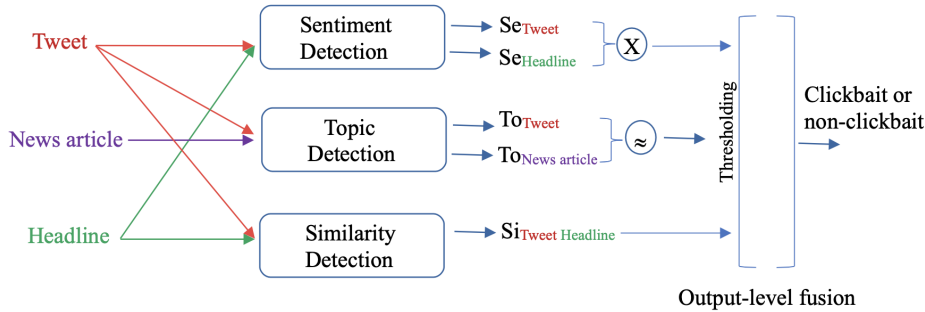 Tweet
News article
Headline
Sentiment
Detection
Topic
Detection
Similarity
Detection
SeTweet
SeHeadline
X
ToTweet
ToNews article
≈
SiTweet Headline
Thresholding
Clickbait or
non-clickbait
Output-level fusion